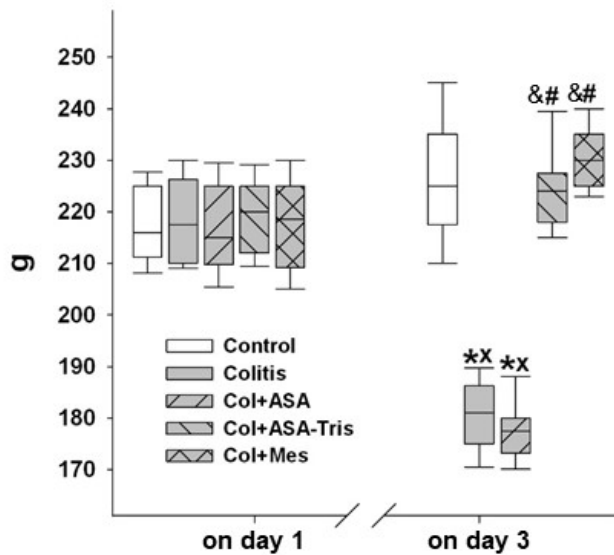 250
240
230
220
210
200
190
180
170
g
&# &#
*x *x
Control
Colitis
Col+ASA
Col+ASA-Tris
Col+Mes
on day 1
on day 3